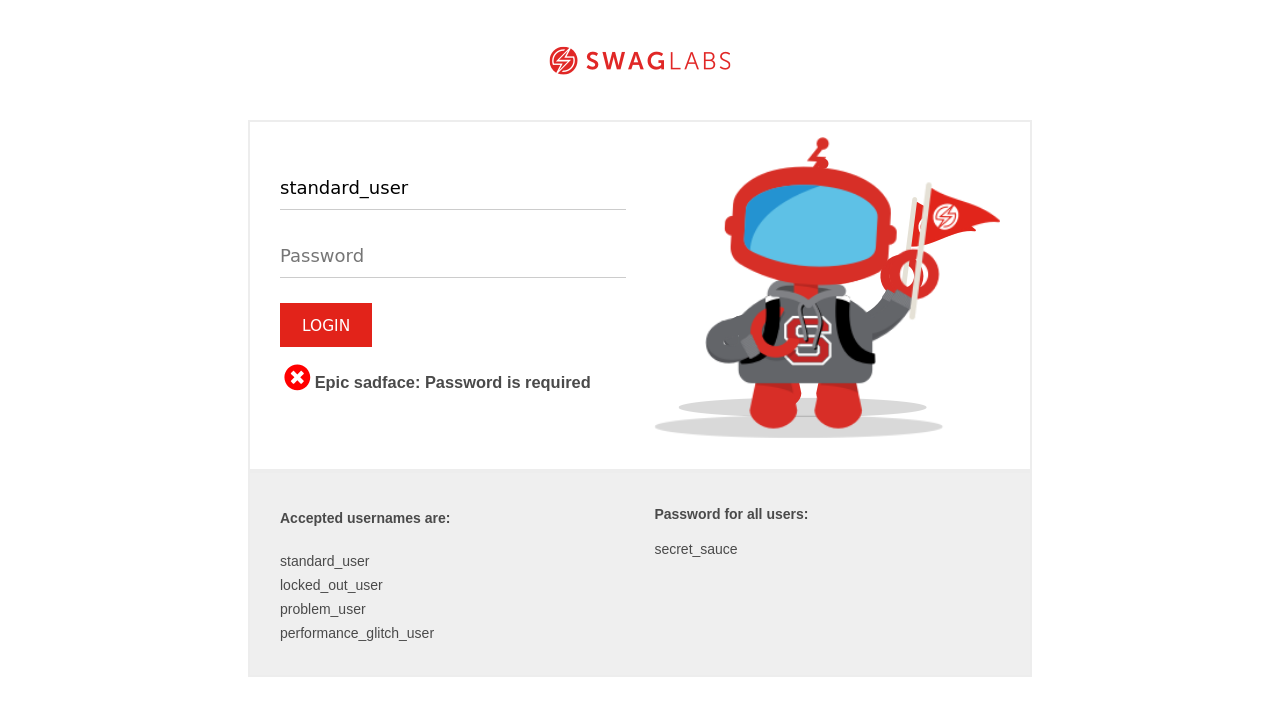 SWAGLABS
standard_user
Password
LOGIN
Epic sadface: Password is required
S
Accepted usernames are:
standard_user
locked_out_user
problem_user
performance_glitch_user
Password for all users:
secret_sauce